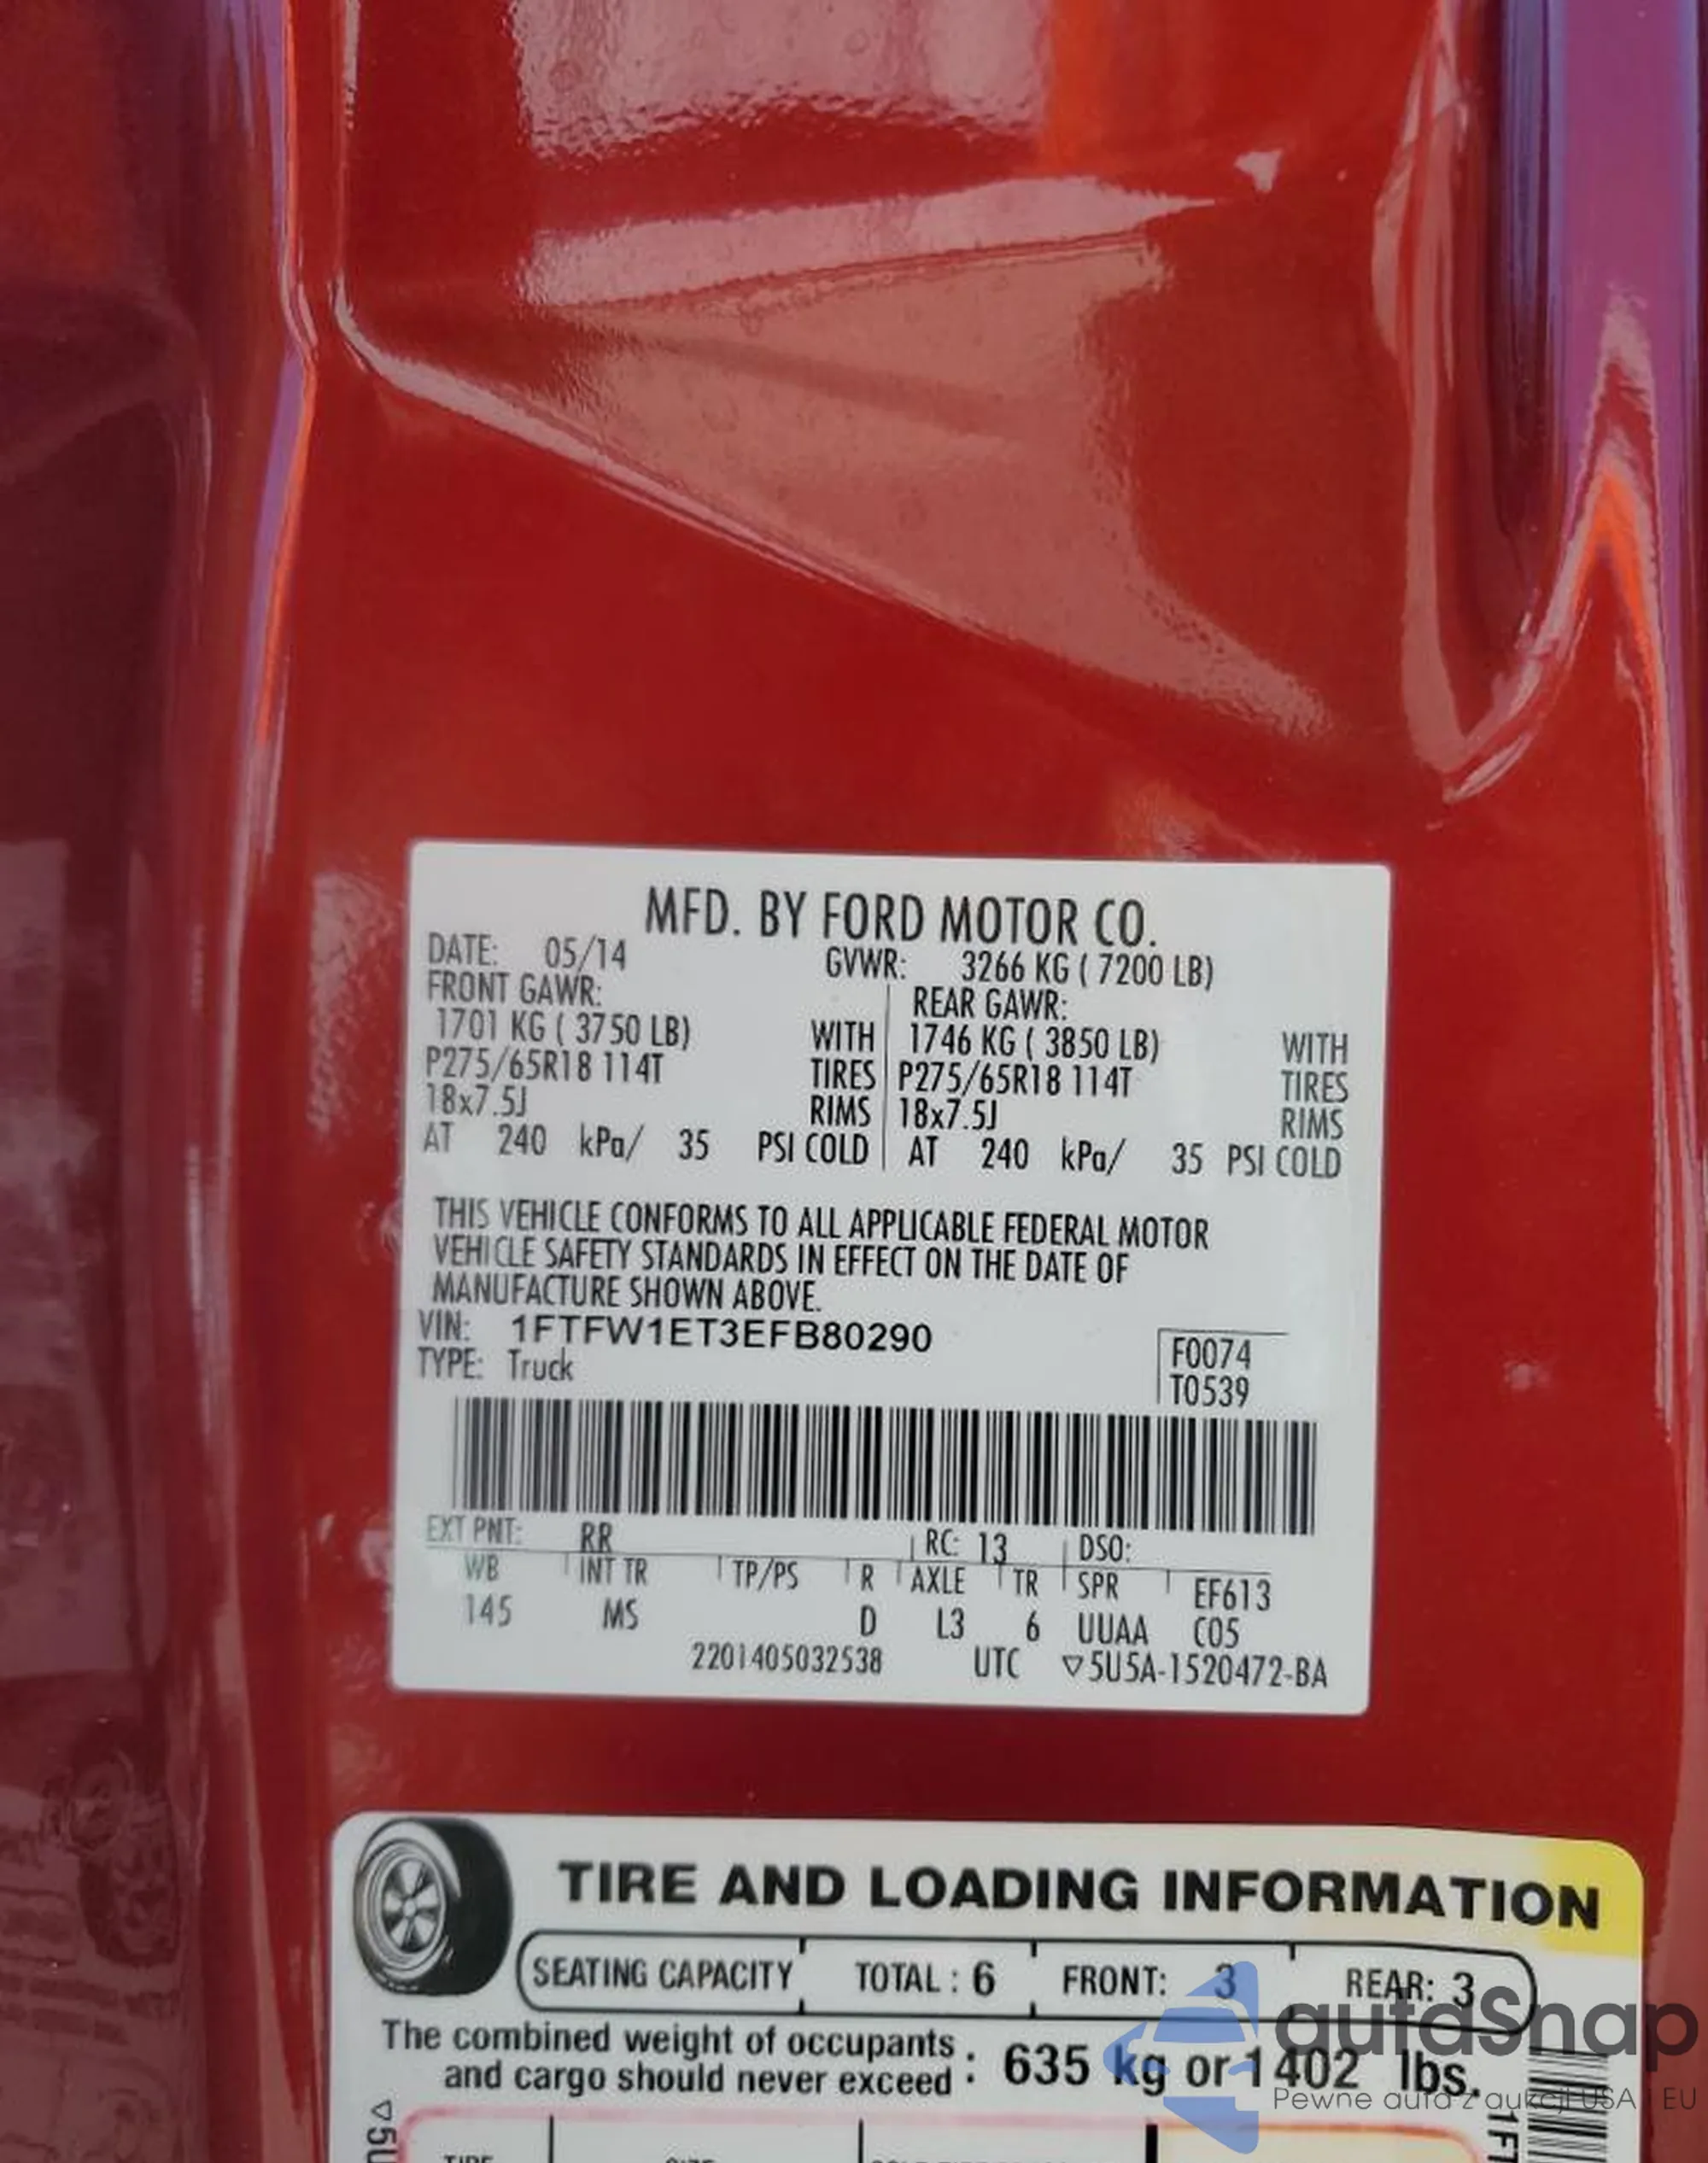 MFD. BY FORD MOTOR CO.
DATE: 05/14 GVWR: 3266 KG ( 7200 LB)
FRONT GAWR: REAR GAWR:
1701 KG ( 3750 LB) WITH 1746 KG ( 3850 LB) WITH
P275/65R18 114T TIRES P275/65R18 114T TIRES
18x7.5J RIMS 18x7.5J RIMS
AT 240 kPa/ 35 PSI COLD AT 240 kPa/ 35 PSI COLD
THIS VEHICLE CONFORMS TO ALL APPLICABLE FEDERAL MOTOR
VEHICLE SAFETY STANDARDS IN EFFECT ON THE DATE OF
MANUFACTURE SHOWN ABOVE.
VIN: 1FTFW1ET3EFB80290
F0074
TYPE: Truck
T0539
EXT PNT: RR RC: 13 DSO:
WB INT TR TP/PS R AXLE TR SPR EF613
145 MS D L3 6 UUAA C05
2201405032538 UTC ▽5U5A-1520472-BA
TIRE AND LOADING INFORMATION
SEATING CAPACITY TOTAL : 6 FRONT: 3 REAR: 3
The combined weight of occupants
and cargo should never exceed : 635 kg or 1402 lbs.
autoSnap
Pewne auta z aukcji USA i EU
▽5U
1FT